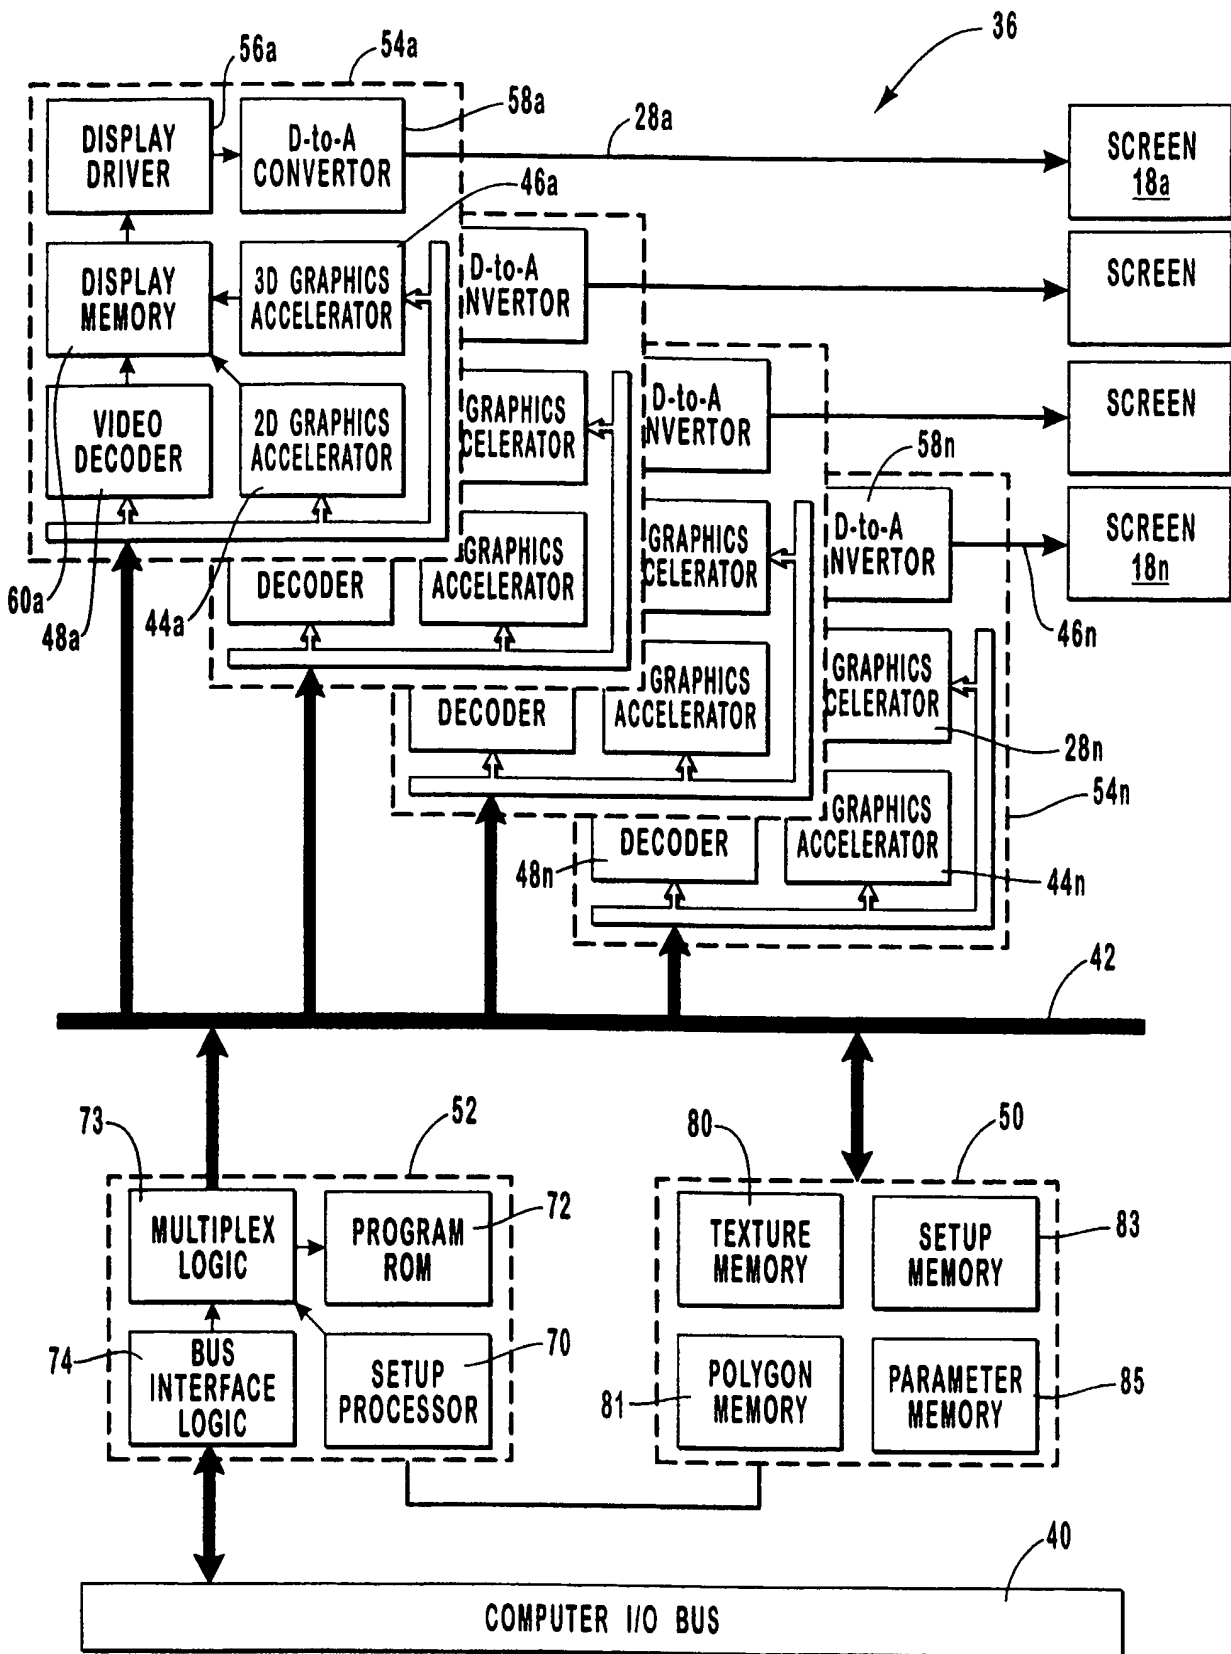 36
56a
54a
58a
28a
DISPLAY
DRIVER
D-to-A
CONVERTOR
SCREEN
18a
46a
DISPLAY
MEMORY
3D GRAPHICS
ACCELERATOR
D-to-A
NVERTOR
SCREEN
VIDEO
DECODER
2D GRAPHICS
ACCELERATOR
GRAPHICS
CELERATOR
D-to-A
NVERTOR
SCREEN
58n
60a
48a
44a
DECODER
GRAPHICS
ACCELERATOR
GRAPHICS
CELERATOR
D-to-A
NVERTOR
SCREEN
18n
46n
DECODER
GRAPHICS
ACCELERATOR
GRAPHICS
CELERATOR
28n
54n
48n
DECODER
GRAPHICS
ACCELERATOR
44n
42
73
52
80
50
MULTIPLEX
LOGIC
PROGRAM
ROM
72
TEXTURE
MEMORY
SETUP
MEMORY
83
74
BUS
INTERFACE
LOGIC
SETUP
PROCESSOR
70
81
POLYGON
MEMORY
PARAMETER
MEMORY
85
40
COMPUTER I/O BUS